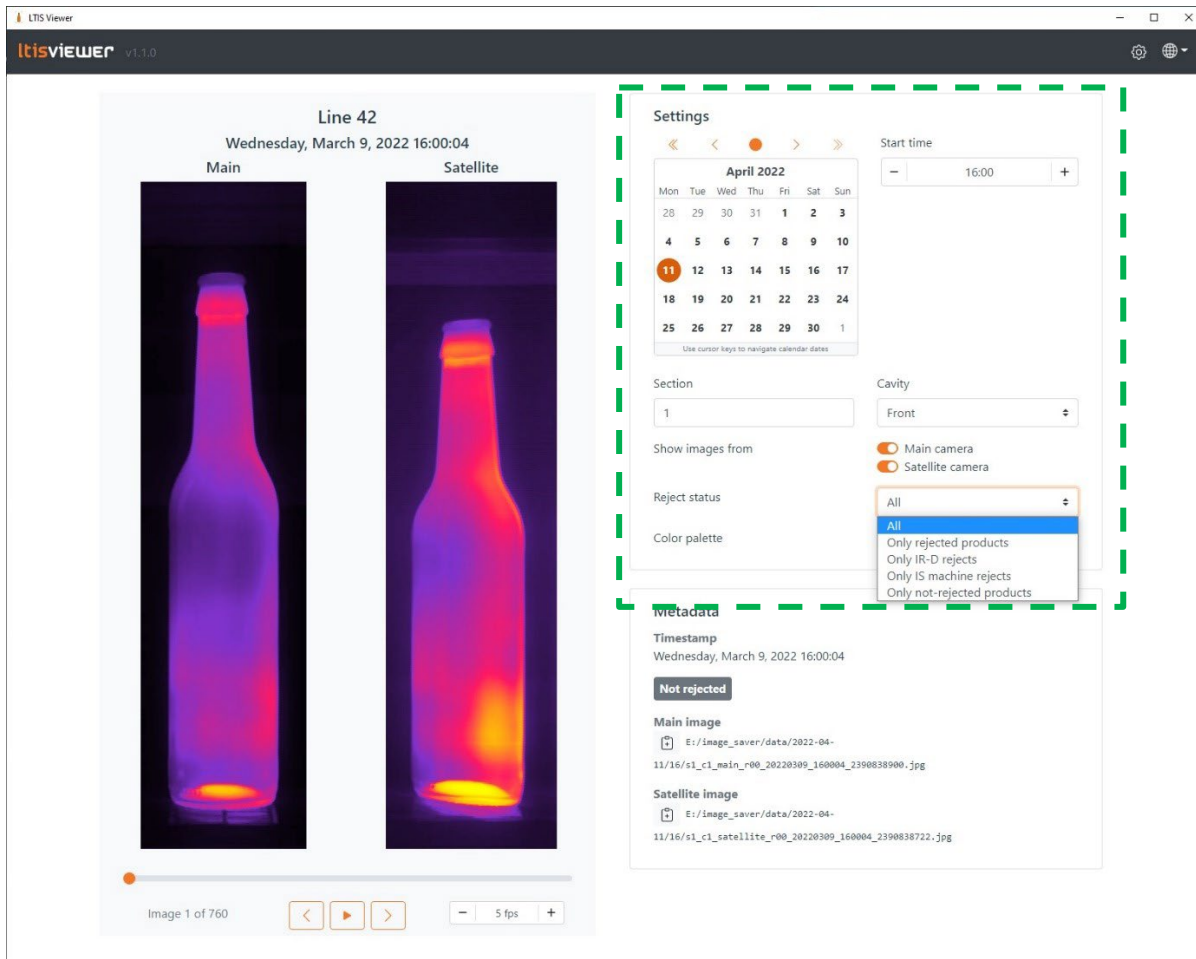 LTIS Viewer
ltisviewer v1.1.0
Line 42
Wednesday, March 9, 2022 16:00:04
Main Satellite
Image 1 of 760
5 fps
Settings
Start time
16:00
April 2022
Mon Tue Wed Thu Fri Sat Sun
28 29 30 31 1 2 3
4 5 6 7 8 9 10
11 12 13 14 15 16 17
18 19 20 21 22 23 24
25 26 27 28 29 30 1
Use cursor keys to navigate calendar dates
Section Cavity
1 Front
Show images from Main camera
Satellite camera
Reject status All
All
Color palette
Only rejected products
Only IR-D rejects
Only IS machine rejects
Only not-rejected products
Metadata
Timestamp
Wednesday, March 9, 2022 16:00:04
Not rejected
Main image
E:/image_saver/data/2022-04-
11/16/s1_c1_main_r00_20220309_160004_2390838900.jpg
Satellite image
E:/image_saver/data/2022-04-
11/16/s1_c1_satellite_r00_20220309_160004_2390838722.jpg